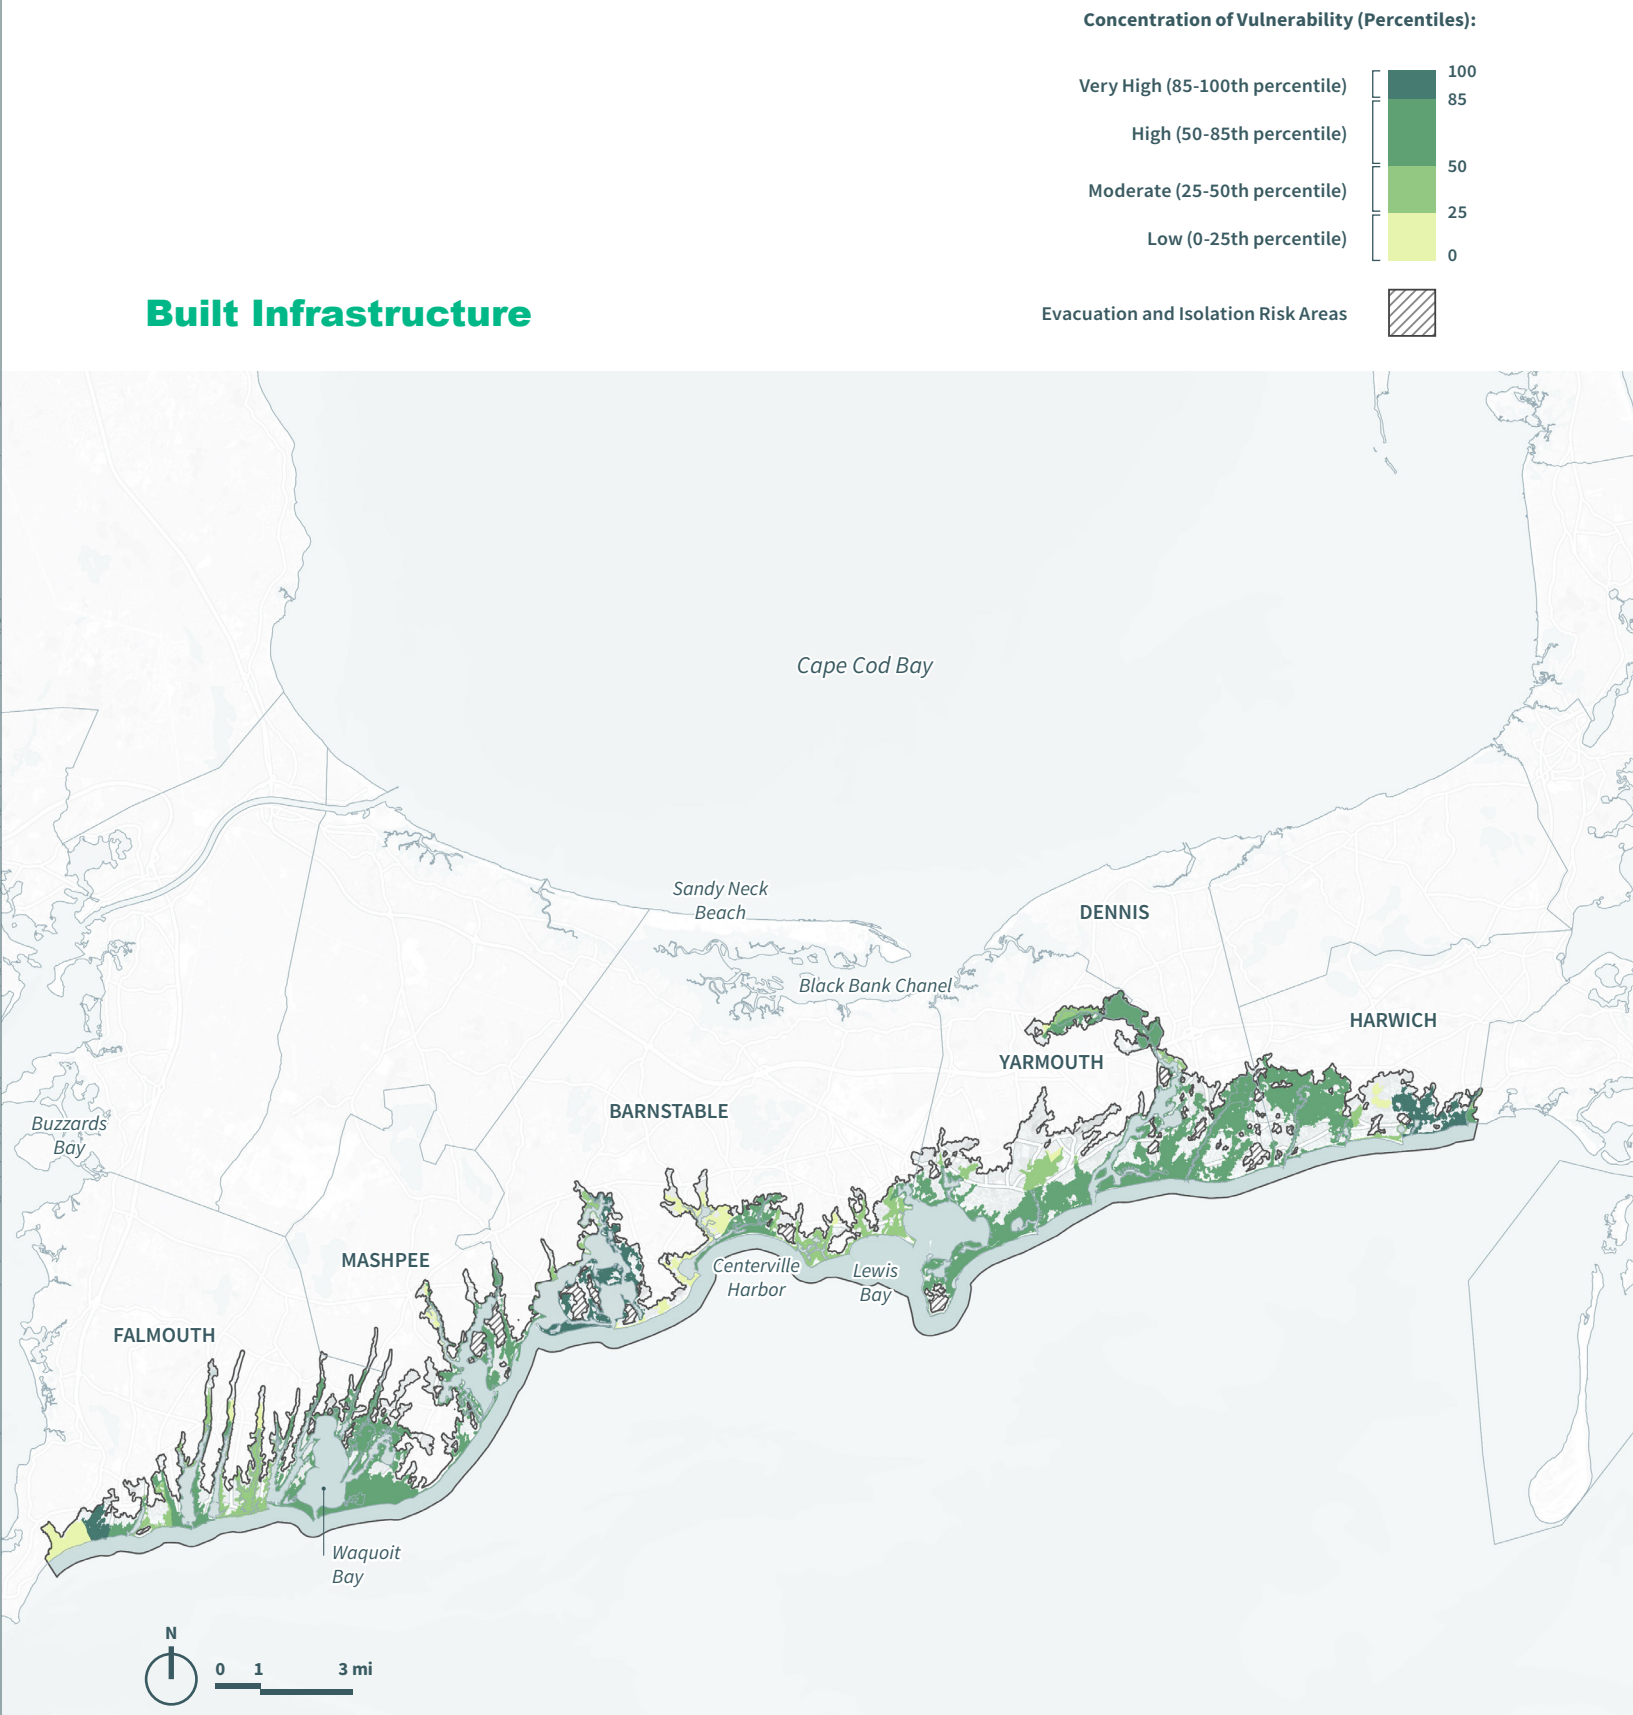 Concentration of Vulnerability (Percentiles):
Very High (85-100th percentile)
100
85
High (50-85th percentile)
50
Moderate (25-50th percentile)
25
Low (0-25th percentile)
0
Built Infrastructure
Evacuation and Isolation Risk Areas
Cape Cod Bay
Sandy Neck
Beach
DENNIS
Black Bank Chanel
HARWICH
YARMOUTH
BARNSTABLE
Buzzards
Bay
MASHPEE
Centerville
Harbor
Lewis
Bay
FALMOUTH
Waquoit
Bay
N
0 1 3 mi